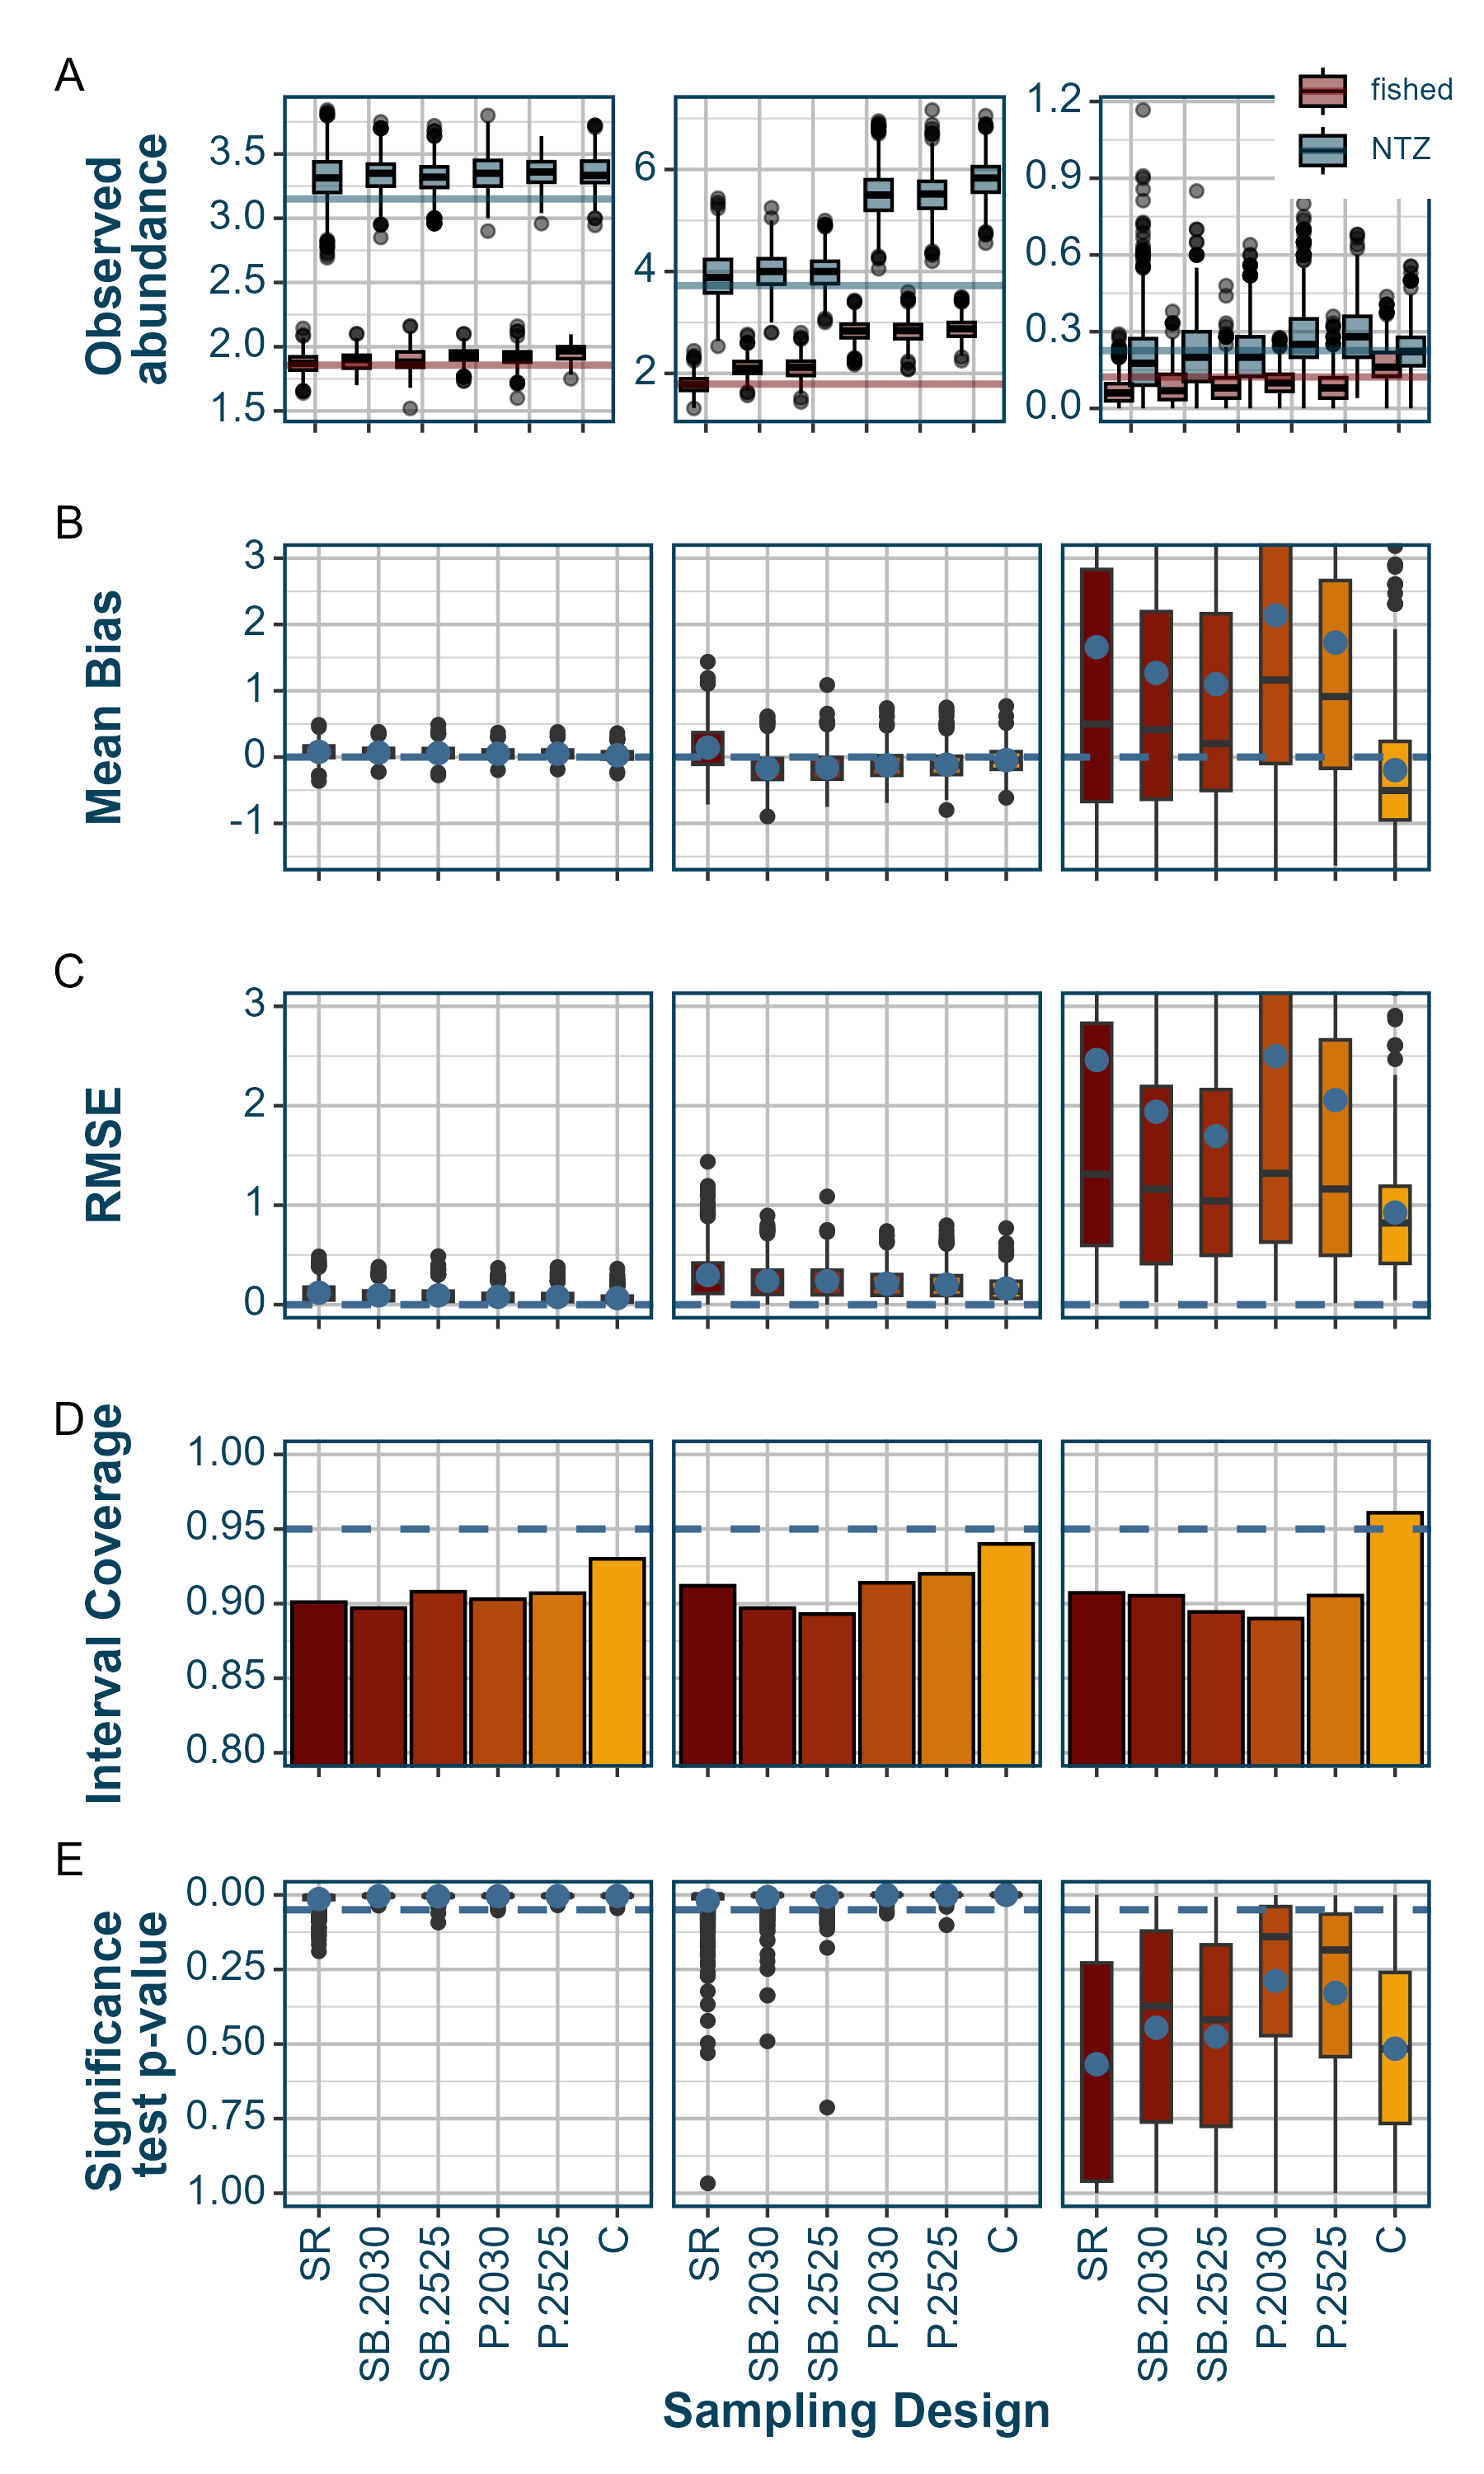 A
Observed
abundance
3.5
3.0
2.5
2.0
1.5
6
4
2
1.2
0.9
0.6
0.3
0.0
fished
NTZ
B
Mean Bias
3
2
1
0
-1
C
RMSE
3
2
1
0
D
Interval Coverage
1.00
0.95
0.90
0.85
0.80
E
Significance
test p-value
0.00
0.25
0.50
0.75
1.00
SR
SB.2030
SB.2525
P.2030
P.2525
C
SR
SB.2030
SB.2525
P.2030
P.2525
C
SR
SB.2030
SB.2525
P.2030
P.2525
C
Sampling Design